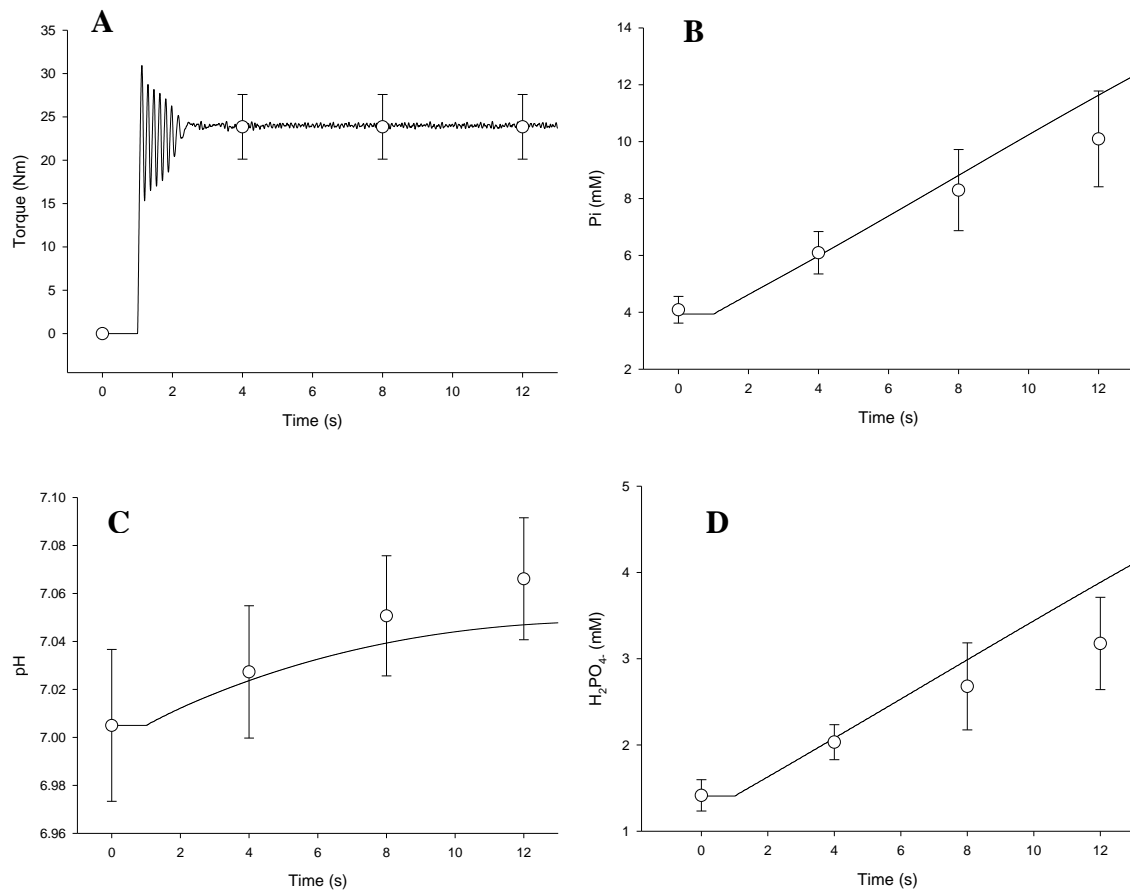 A
35
30
25
20
15
10
5
0
Torque (Nm)
0 2 4 6 8 10 12
Time (s)
B
14
12
10
8
6
4
2
Pi (mM)
0 2 4 6 8 10 12
Time (s)
C
7.10
7.08
7.06
7.04
7.02
7.00
6.98
6.96
pH
0 2 4 6 8 10 12
Time (s)
D
5
4
3
2
1
H₂PO₄₋ (mM)
0 2 4 6 8 10 12
Time (s)